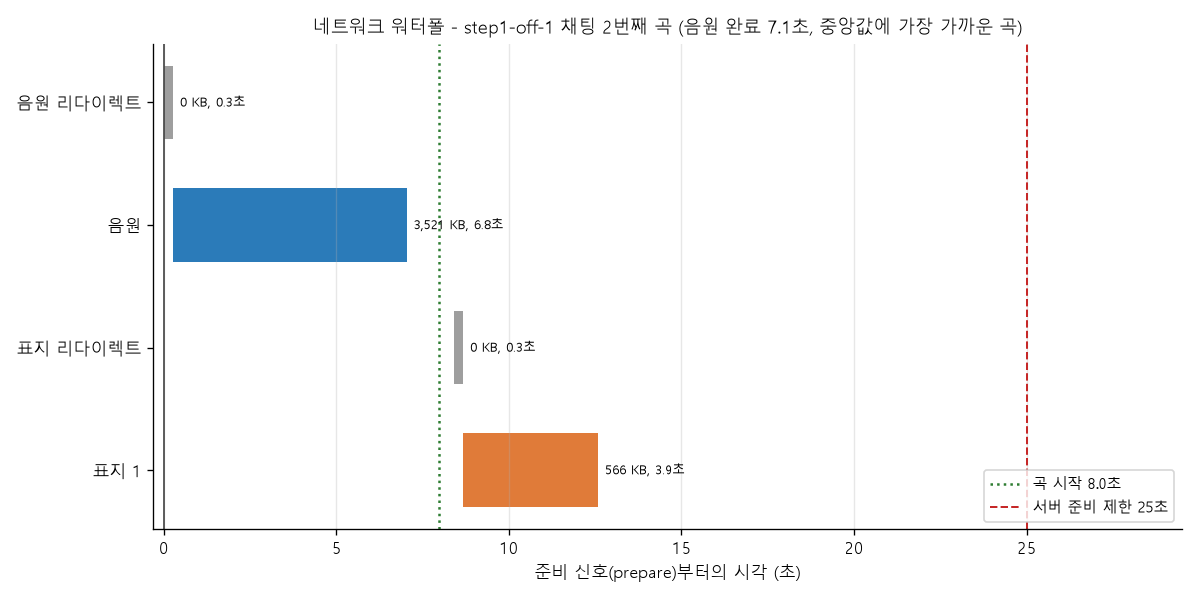 네트워크 워터폴 - step1-off-1 채팅 2번째 곡 (음원 완료 7.1초, 중앙값에 가장 가까운 곡)
음원 리다이렉트
0 KB, 0.3초
음원
3,521 KB, 6.8초
표지 리다이렉트
0 KB, 0.3초
표지 1
566 KB, 3.9초
곡 시작 8.0초
서버 준비 제한 25초
0 5 10 15 20 25
준비 신호(prepare)부터의 시각 (초)